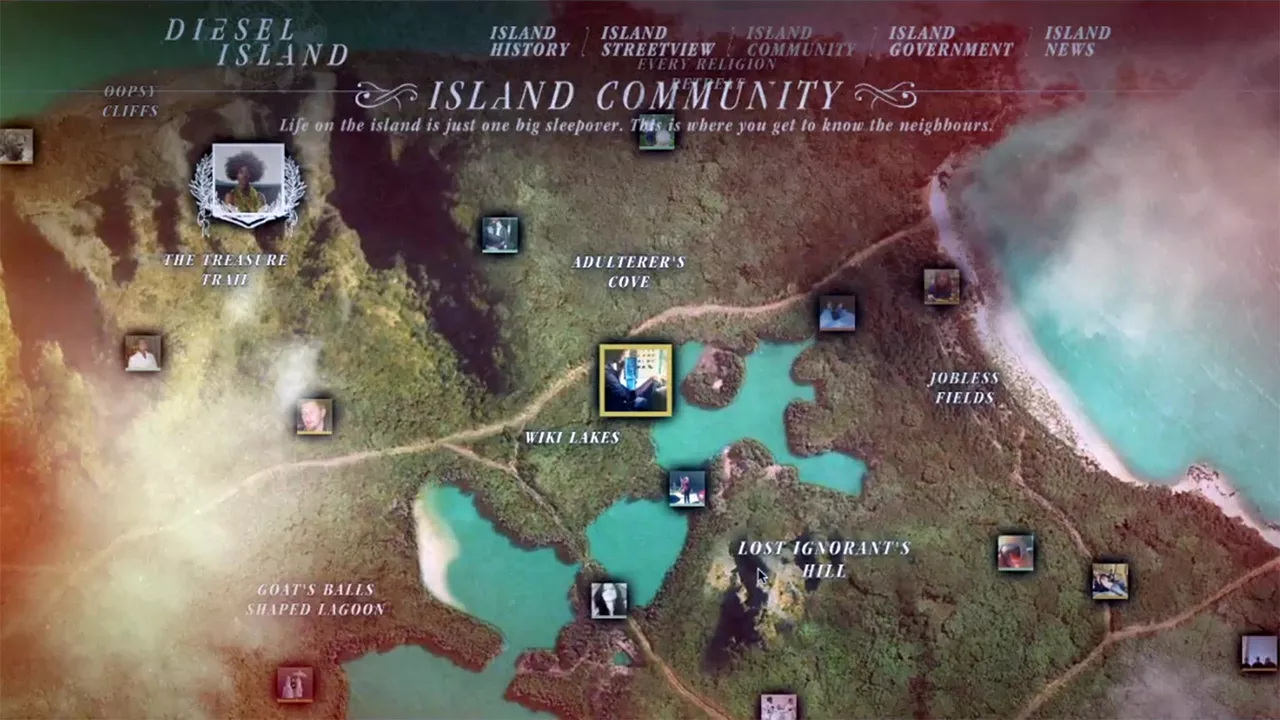 DIESEL
ISLAND
ISLAND
HISTORY
ISLAND
STREETVIEW
ISLAND
COMMUNITY
ISLAND
GOVERNMENT
ISLAND
NEWS
EVERY RELIGION
RETREAT
OOPSY
CLIFFS
ISLAND COMMUNITY
Life on the island is just one big sleepover. This is where you get to know the neighbours.
THE TREASURE
TRAIL
ADULTERER'S
COVE
JOBLESS
FIELDS
WIKI LAKES
LOST IGNORANT'S
HILL
GOAT'S BALLS
SHAPED LAGOON